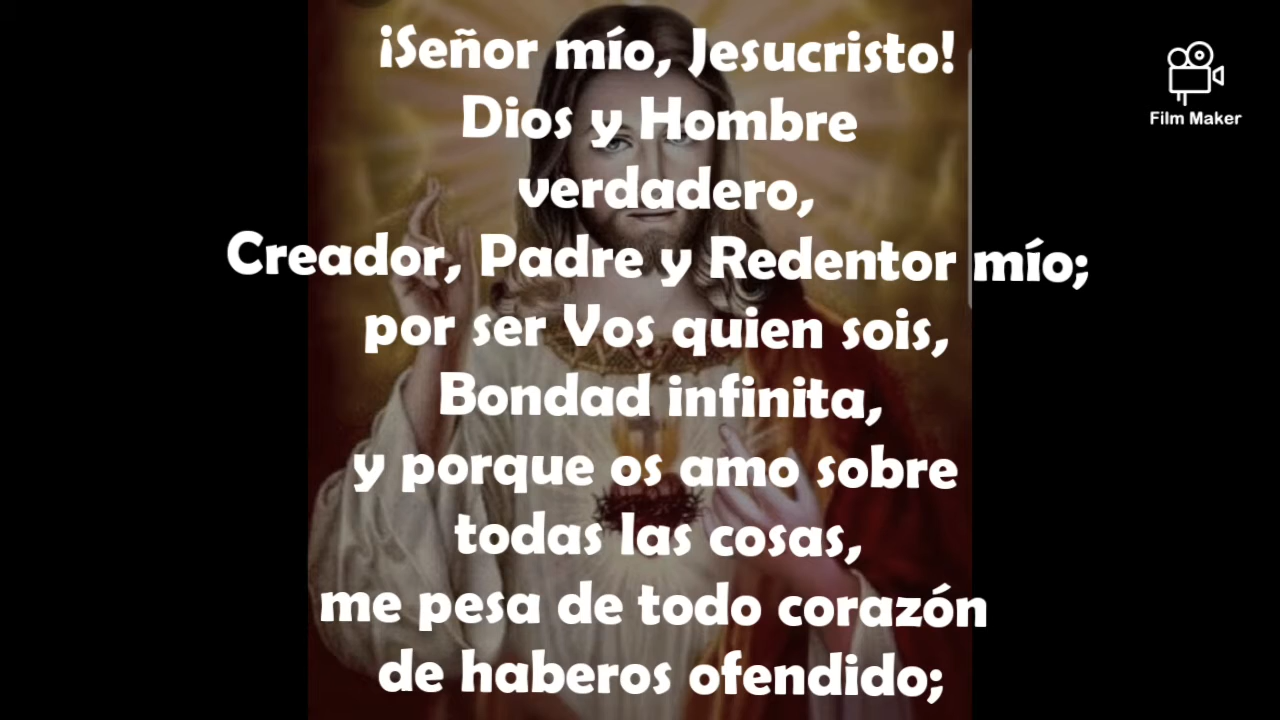 ¡Señor mío, Jesucristo!
Dios y Hombre
verdadero,
Creador, Padre y Redentor mío;
por ser Vos quien sois,
Bondad infinita,
y porque os amo sobre
todas las cosas,
me pesa de todo corazón
de haberos ofendido;
Film Maker